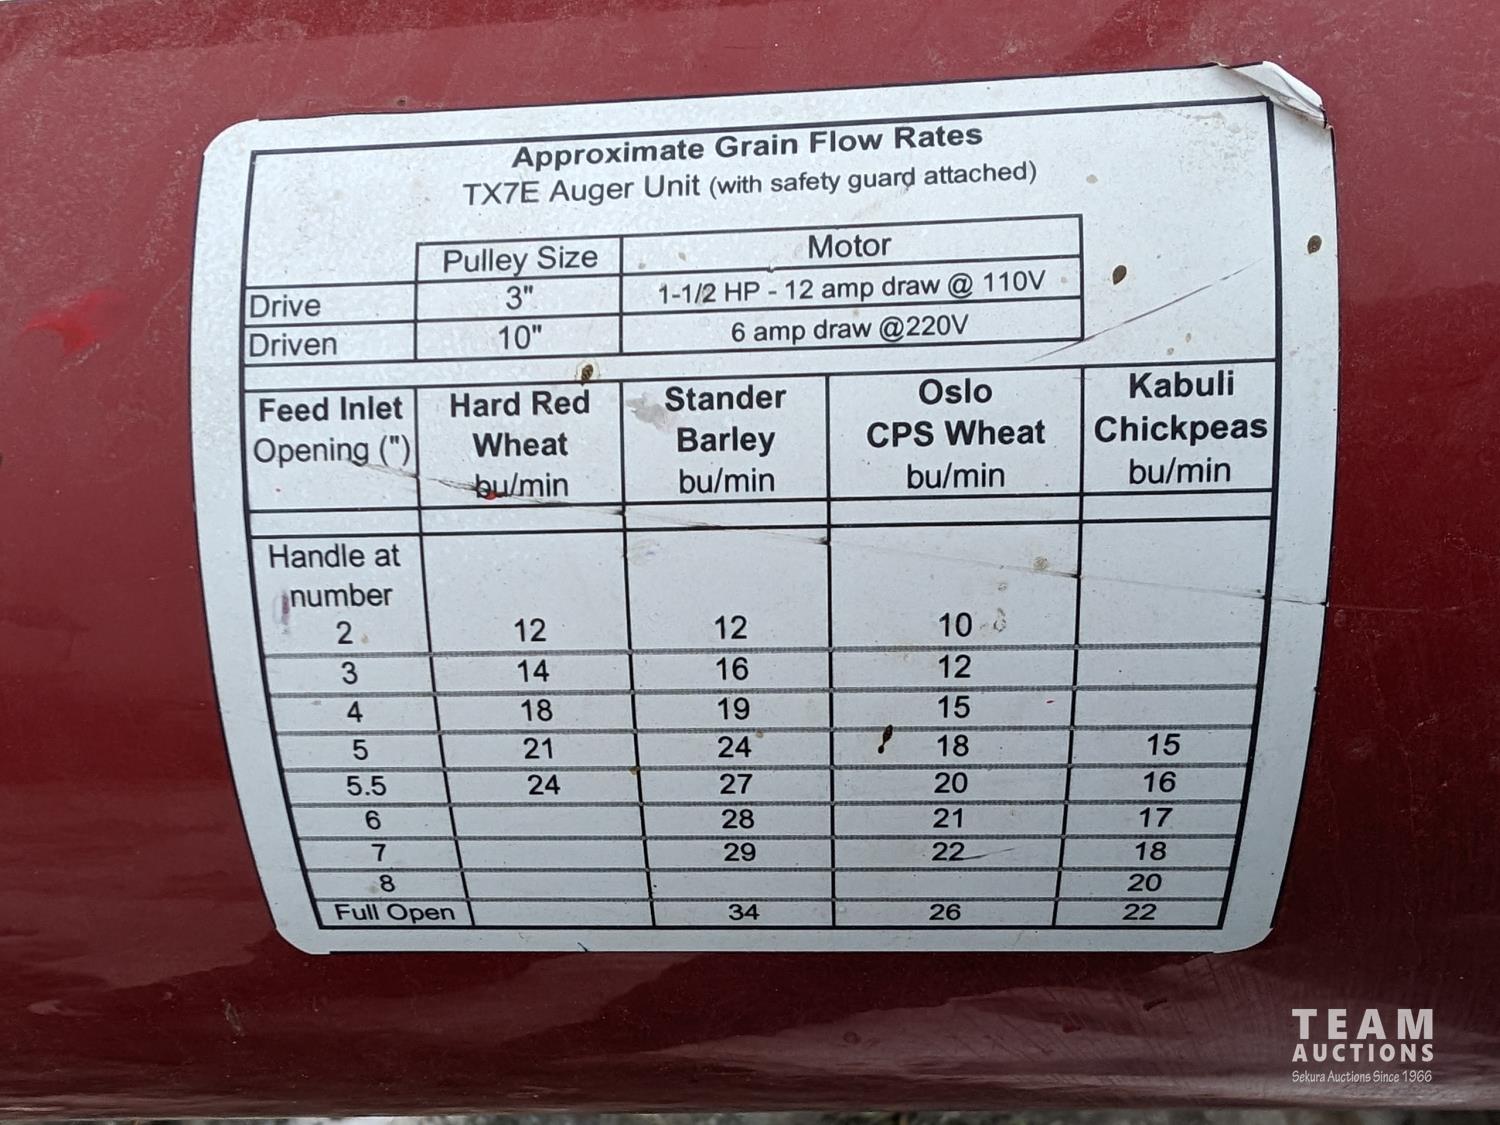 Approximate Grain Flow Rates
TX7E Auger Unit (with safety guard attached)
Pulley Size Motor
Drive 3" 1-1/2 HP - 12 amp draw @ 110V
Driven 10" 6 amp draw @220V
Feed Inlet Hard Red Stander Oslo Kabuli
Opening (") Wheat Barley CPS Wheat Chickpeas
bu/min bu/min bu/min bu/min
Handle at
number
2 12 12 10
3 14 16 12
4 18 19 15
5 21 24 18 15
5.5 24 27 20 16
6 28 21 17
7 29 22 18
8 20
Full Open 34 26 22
TEAM
AUCTIONS
Sekura Auctions Since 1966